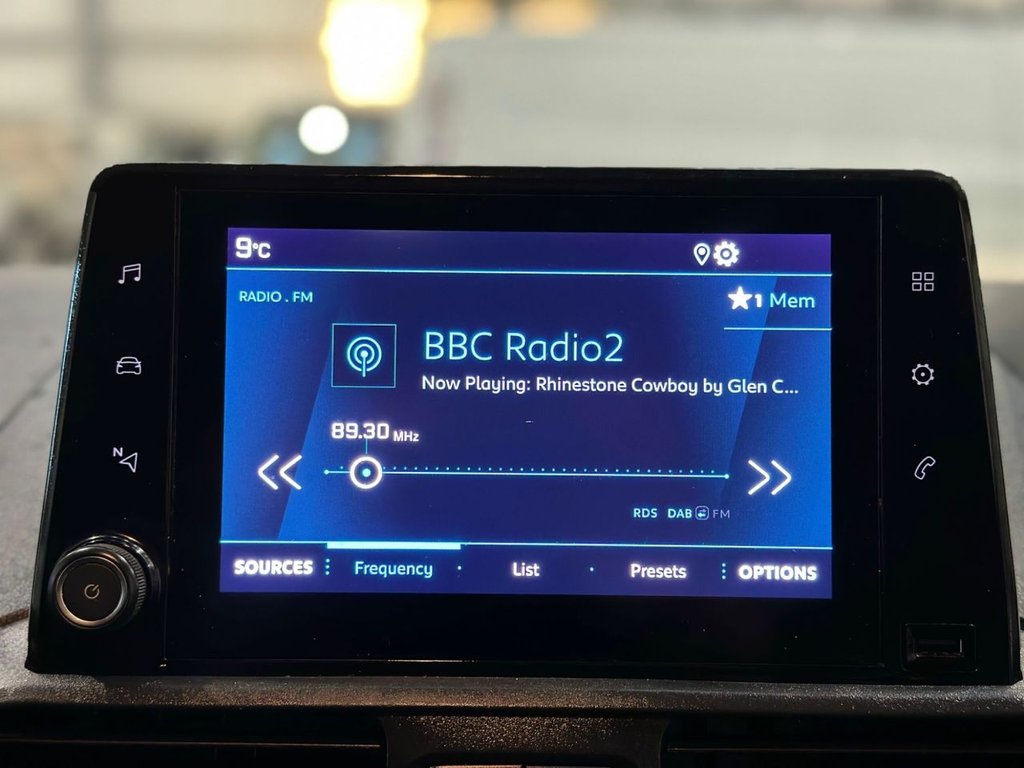 9°C
RADIO . FM
★1 Mem
BBC Radio2
Now Playing: Rhinestone Cowboy by Glen C...
89.30 MHz
N
RDS DAB FM
SOURCES Frequency List Presets OPTIONS